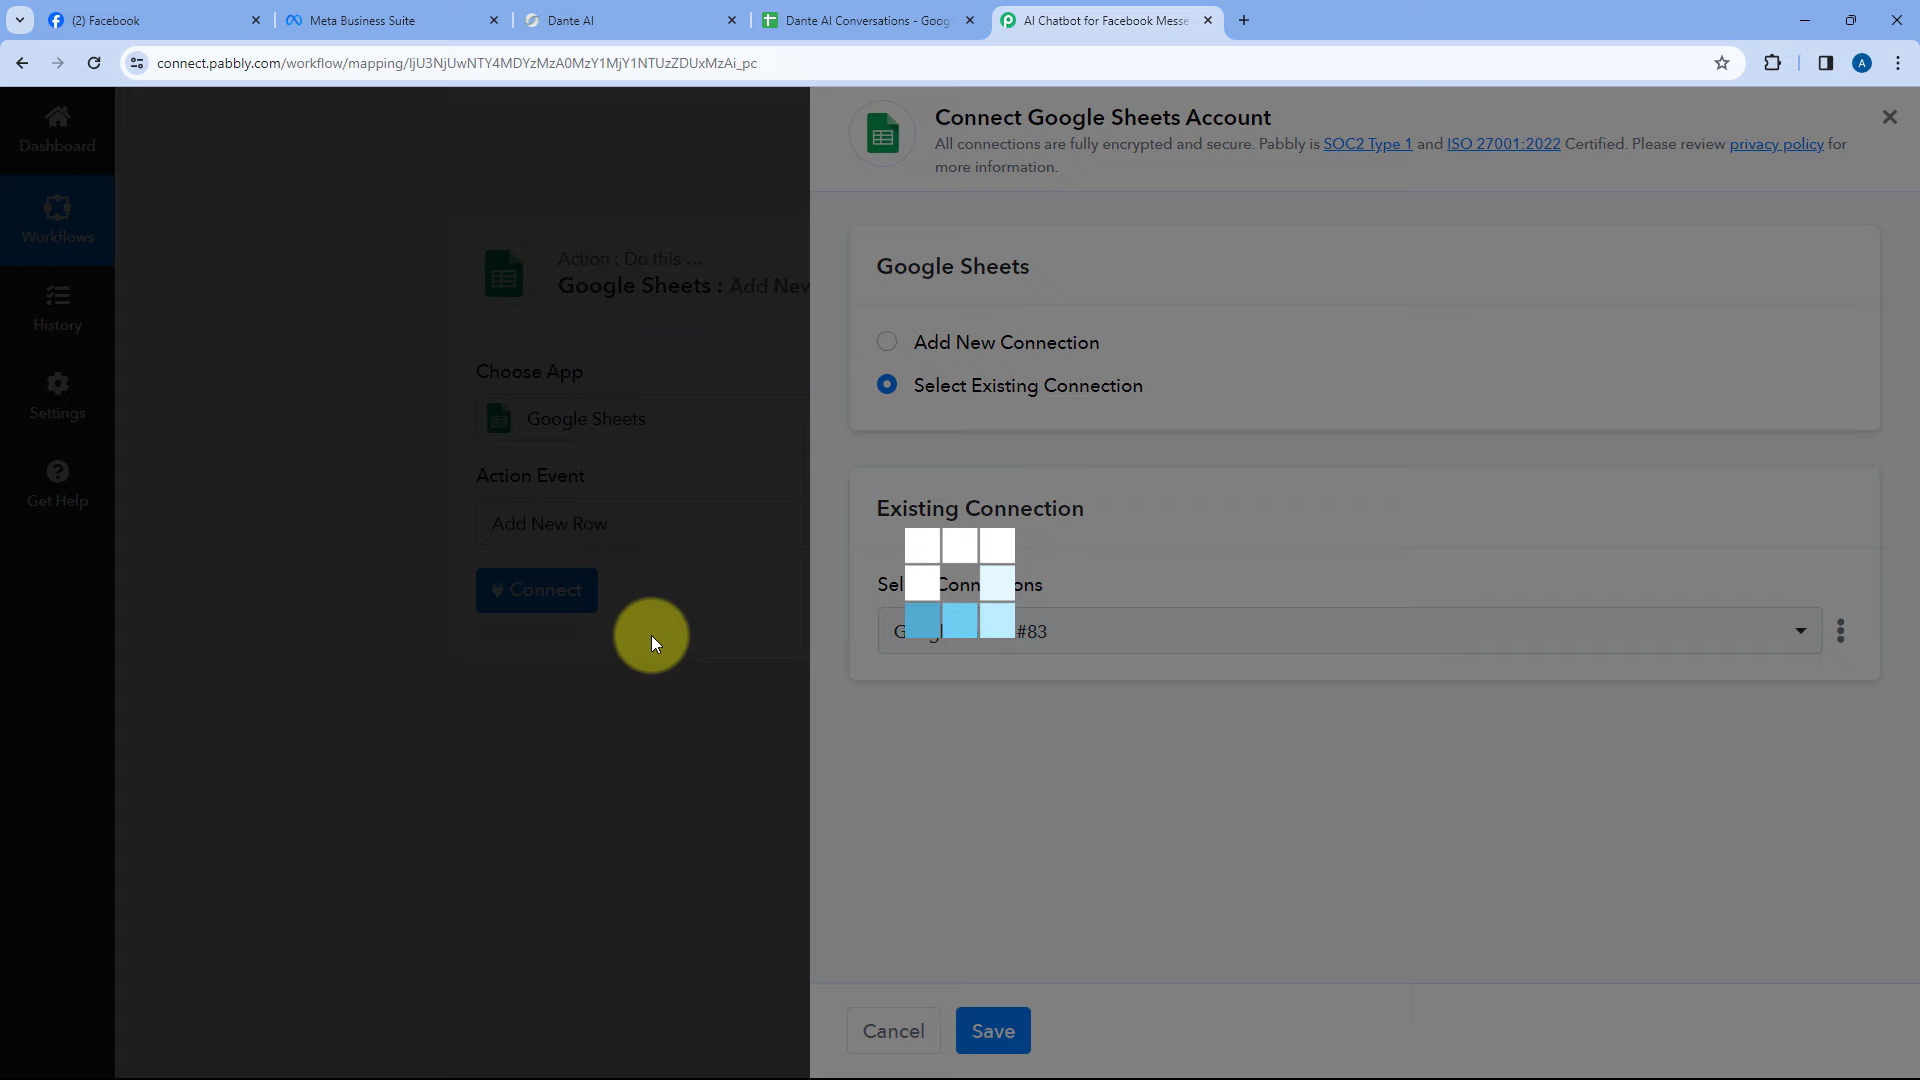 (2) Facebook
Meta Business Suite
Dante AI
Dante AI Conversations - Goog
AI Chatbot for Facebook Messe
connect.pabbly.com/workflow/mapping/IjU3NjUwNTY4MDYzMzA0MzY1MjY1NTUzZDUxMzAi_pc
A
Dashboard
Workflows
History
Settings
Get Help
Action : Do this ...
Google Sheets : Add New
Choose App
Google Sheets
Action Event
Add New Row
Connect
Connect Google Sheets Account
All connections are fully encrypted and secure. Pabbly is SOC2 Type 1 and ISO 27001:2022 Certified. Please review privacy policy for
more information.
Google Sheets
Add New Connection
Select Existing Connection
Existing Connection
#83
Cancel
Save